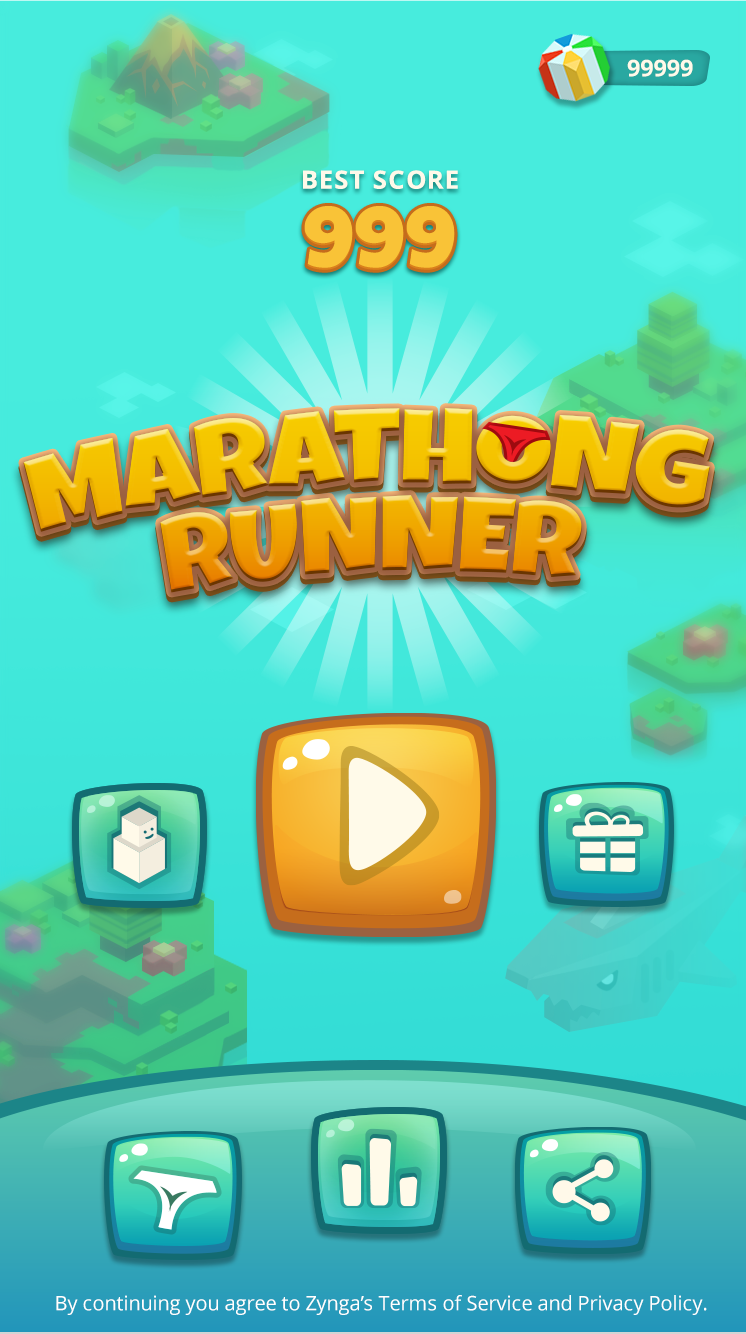 99999
BEST SCORE
999
MARATHONG
RUNNER
By continuing you agree to Zynga's Terms of Service and Privacy Policy.